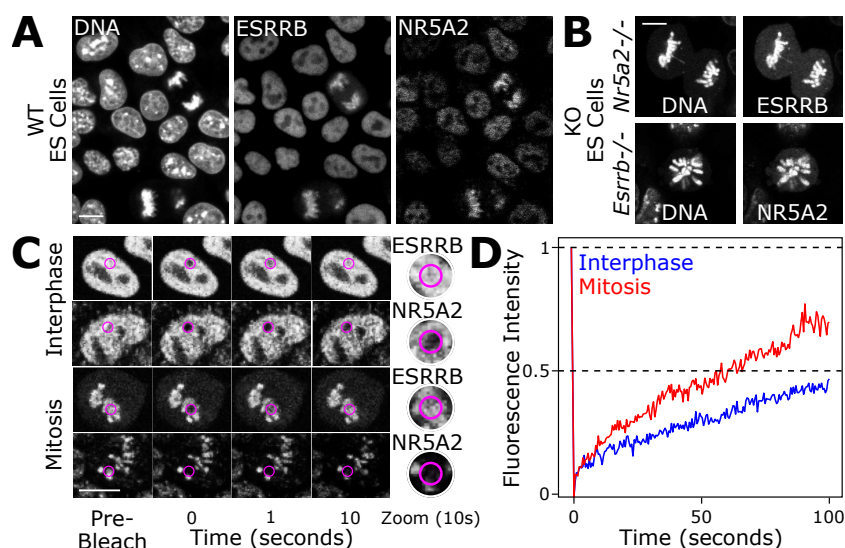 A
DNA
ESRRB
NR5A2
WT
ES Cells
B
KO
ES Cells
Nr5a2-/-
DNA
ESRRB
Esrrb-/-
DNA
NR5A2
C
Interphase
ESRRB
NR5A2
Mitosis
ESRRB
NR5A2
Pre-
Bleach
0
1
10
Time (seconds)
Zoom (10s)
D
Interphase
Mitosis
Fluorescence Intensity
1
0.5
0
0
50
100
Time (seconds)